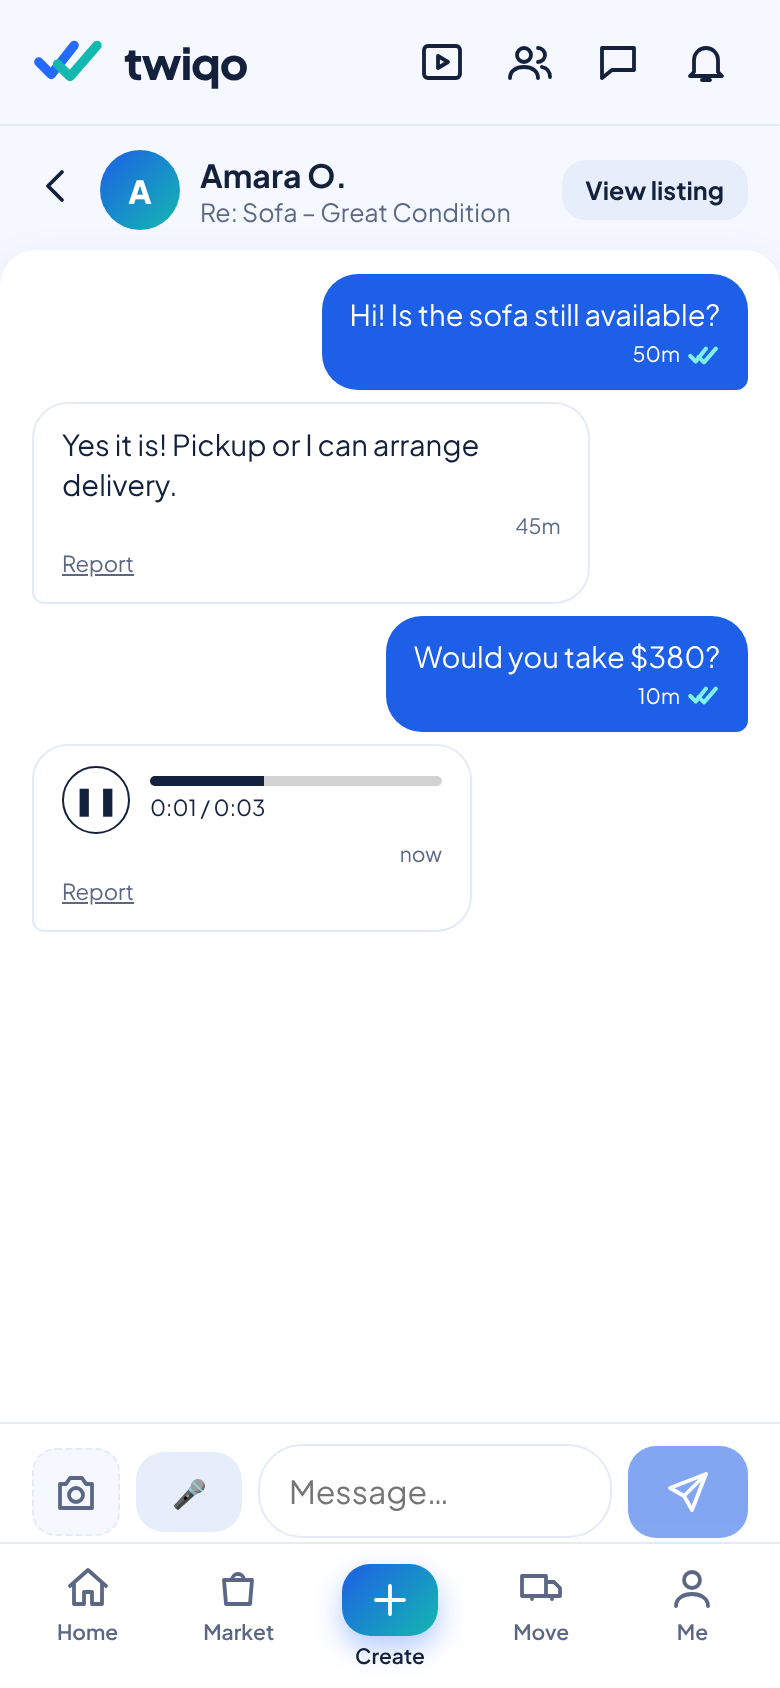 twiqo
A
Amara O.
Re: Sofa – Great Condition
View listing
Hi! Is the sofa still available?
50m
Yes it is! Pickup or I can arrange
delivery.
45m
Report
Would you take $380?
10m
0:01 / 0:03
now
Report
Message...
Home
Market
Create
Move
Me